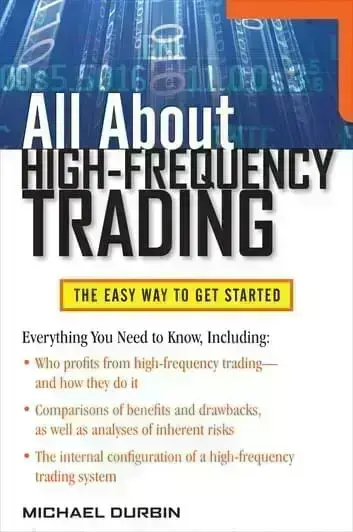 All About
HIGH-FREQUENCY
TRADING
THE EASY WAY TO GET STARTED
Everything You Need to Know, Including:
• Who profits from high-frequency trading—
and how they do it
• Comparisons of benefits and drawbacks,
as well as analyses of inherent risks
• The internal configuration of a high-frequency
trading system
MICHAEL DURBIN